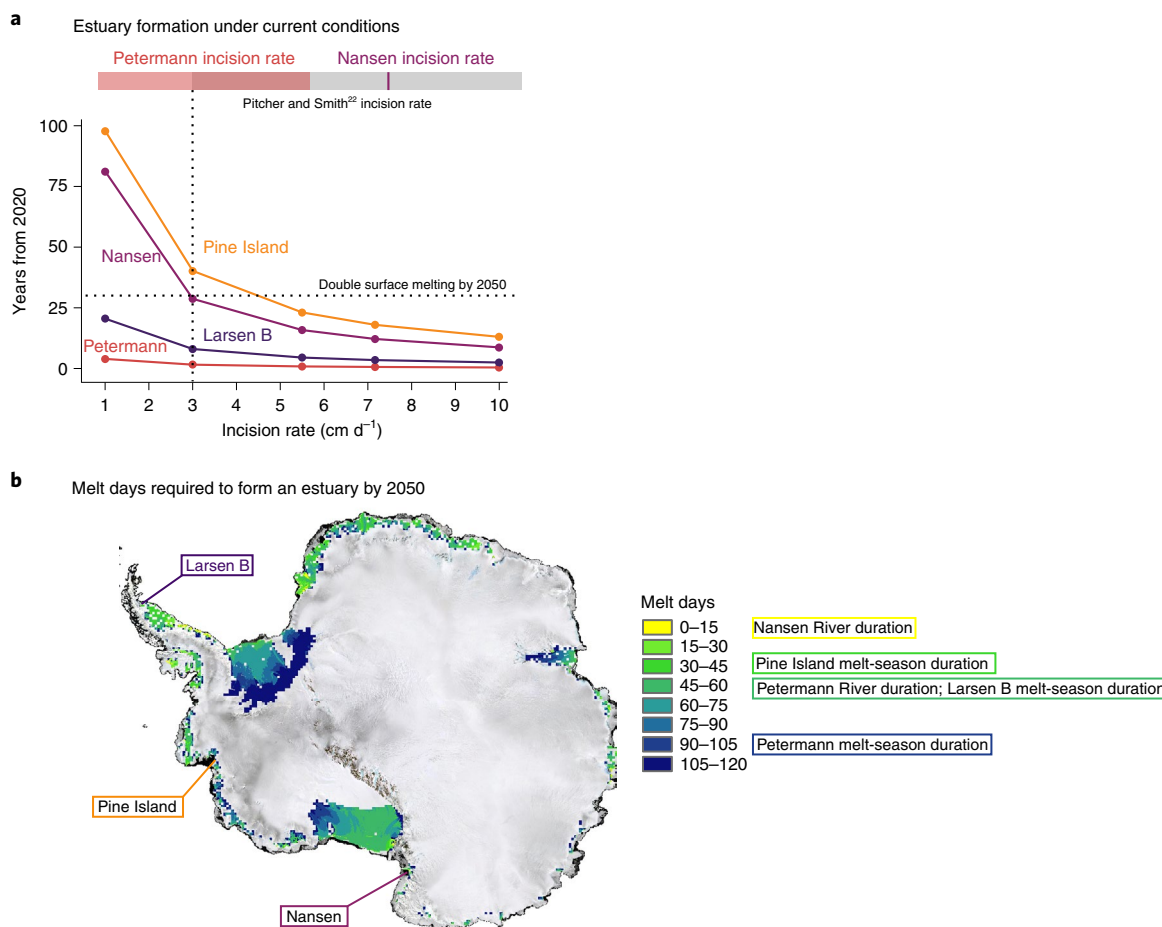 a
Estuary formation under current conditions
Petermann incision rate
Nansen incision rate
Pitcher and Smith²² incision rate
100
75
50
25
0
Years from 2020
Pine Island
Nansen
Double surface melting by 2050
Larsen B
Petermann
1 2 3 4 5 6 7 8 9 10
Incision rate (cm d⁻¹)
b
Melt days required to form an estuary by 2050
Larsen B
Pine Island
Nansen
Melt days
0–15 Nansen River duration
15–30
30–45 Pine Island melt-season duration
45–60 Petermann River duration; Larsen B melt-season duration
60–75
75–90
90–105 Petermann melt-season duration
105–120